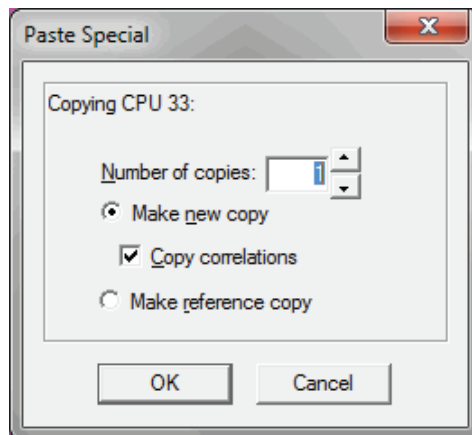 Paste Special
Copying CPU 33:
Number of copies: 1
Make new copy
Copy correlations
Make reference copy
OK Cancel